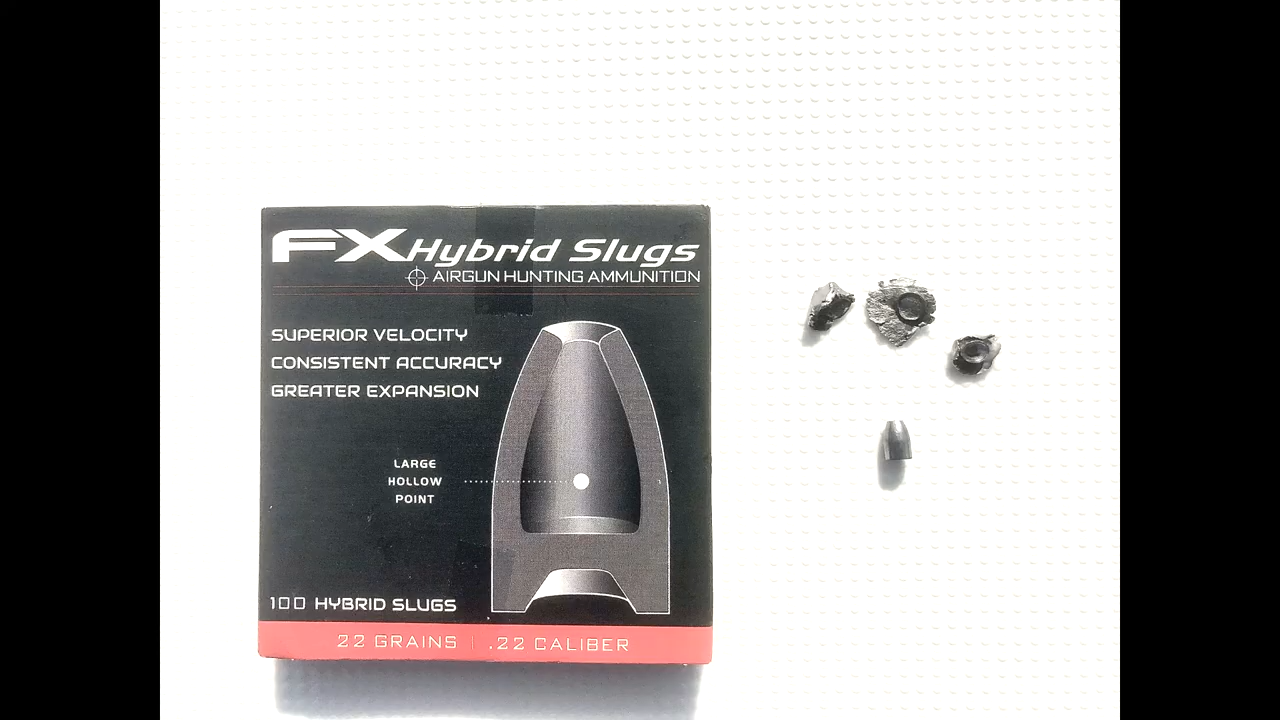 FX Hybrid Slugs
AIRGUN HUNTING AMMUNITION
SUPERIOR VELOCITY
CONSISTENT ACCURACY
GREATER EXPANSION
LARGE
HOLLOW
POINT
100 HYBRID SLUGS
22 GRAINS | .22 CALIBER